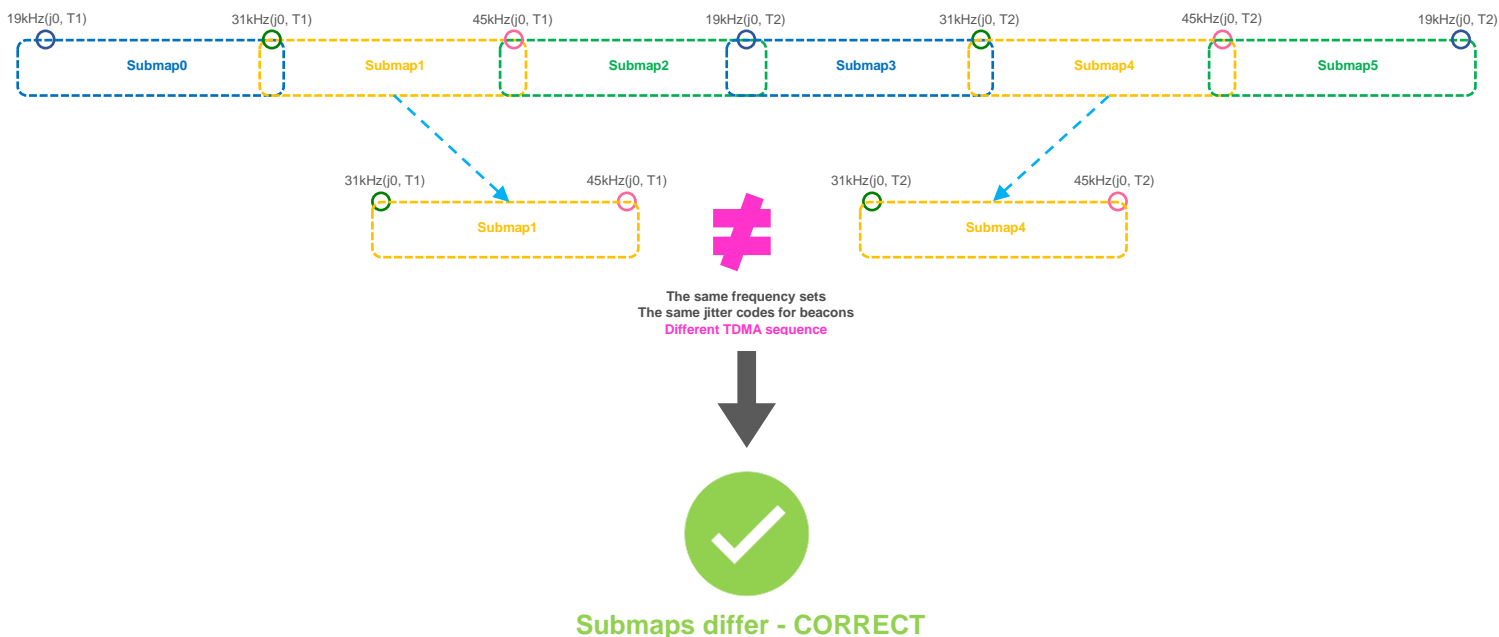 19kHz(j0, T1)
31kHz(j0, T1)
45kHz(j0, T1)
19kHz(j0, T2)
31kHz(j0, T2)
45kHz(j0, T2)
19kHz(j0, T2)
Submap0
Submap1
Submap2
Submap3
Submap4
Submap5
31kHz(j0, T1)
45kHz(j0, T1)
31kHz(j0, T2)
45kHz(j0, T2)
Submap1
≠
Submap4
The same frequency sets
The same jitter codes for beacons
Different TDMA sequence
Submaps differ - CORRECT